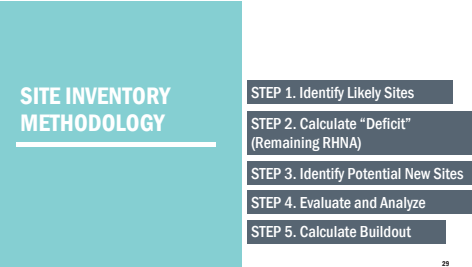 SITE INVENTORY
METHODOLOGY
STEP 1. Identify Likely Sites
STEP 2. Calculate “Deficit”
(Remaining RHNA)
STEP 3. Identify Potential New Sites
STEP 4. Evaluate and Analyze
STEP 5. Calculate Buildout
29